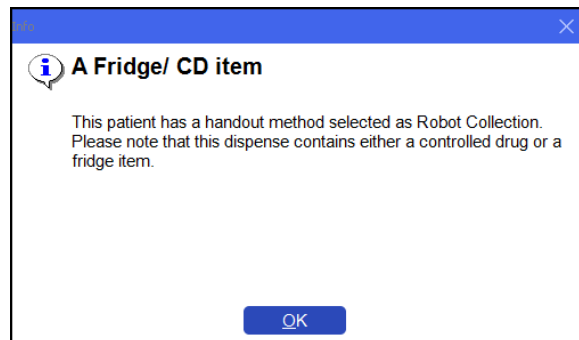 Info
A Fridge/ CD item
This patient has a handout method selected as Robot Collection.
Please note that this dispense contains either a controlled drug or a
fridge item.
OK